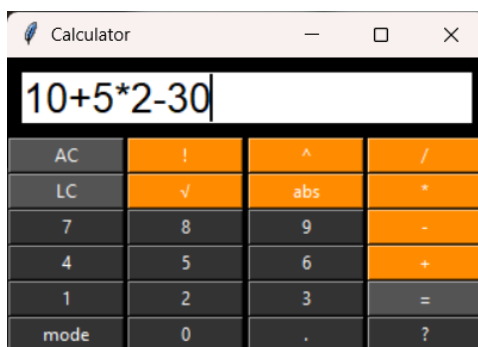 Calculator
10+5*2-30
AC ! ^ /
LC √ abs *
7 8 9 -
4 5 6 +
1 2 3 =
mode 0 . ?